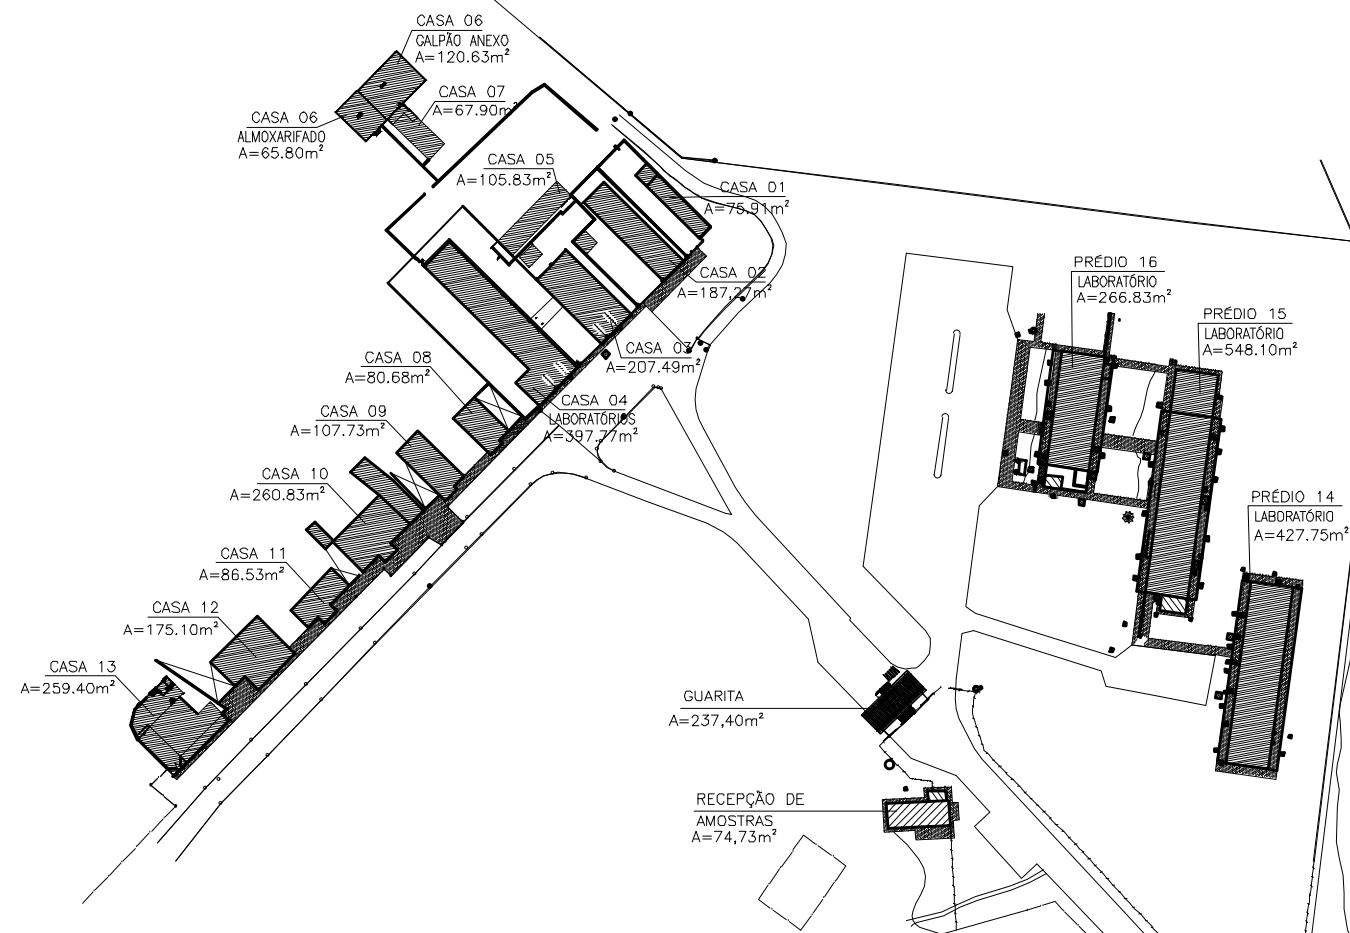 CASA 06
GALPÃO ANEXO
A=120.63m²
CASA 07
A=67.90m²
CASA 06
ALMOXARIFADO
A=65.80m²
CASA 05
A=105.83m²
CASA 01
A=75.91m²
CASA 02
A=187,27m²
CASA 03
A=207.49m²
CASA 04
LABORATÓRIOS
A=397.77m²
CASA 08
A=80.68m²
CASA 09
A=107.73m²
CASA 10
A=260.83m²
CASA 11
A=86.53m²
CASA 12
A=175.10m²
CASA 13
A=259.40m²
PRÉDIO 16
LABORATÓRIO
A=266.83m²
PRÉDIO 15
LABORATÓRIO
A=548.10m²
PRÉDIO 14
LABORATÓRIO
A=427.75m²
GUARITA
A=237,40m²
RECEPÇÃO DE
AMOSTRAS
A=74,73m²